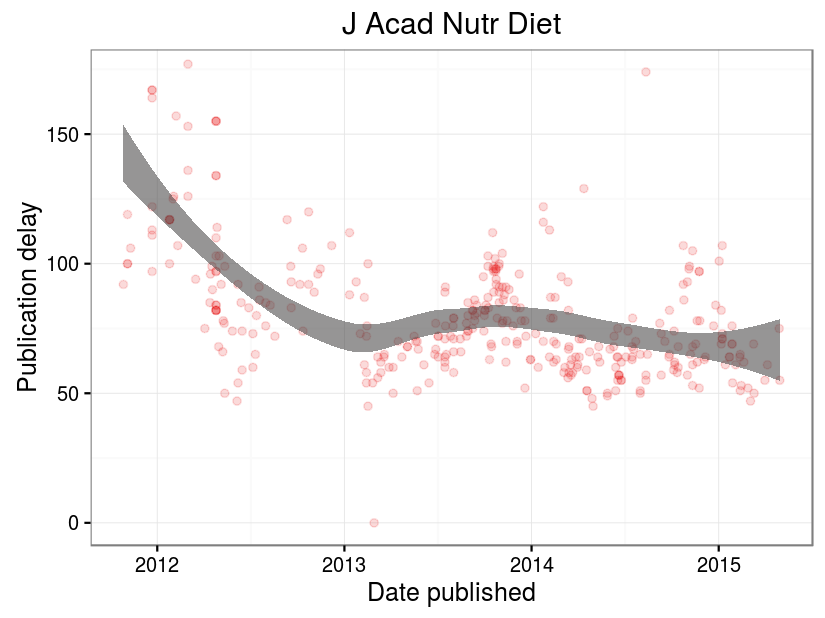 J Acad Nutr Diet
Publication delay
150
100
50
0
2012 2013 2014 2015
Date published